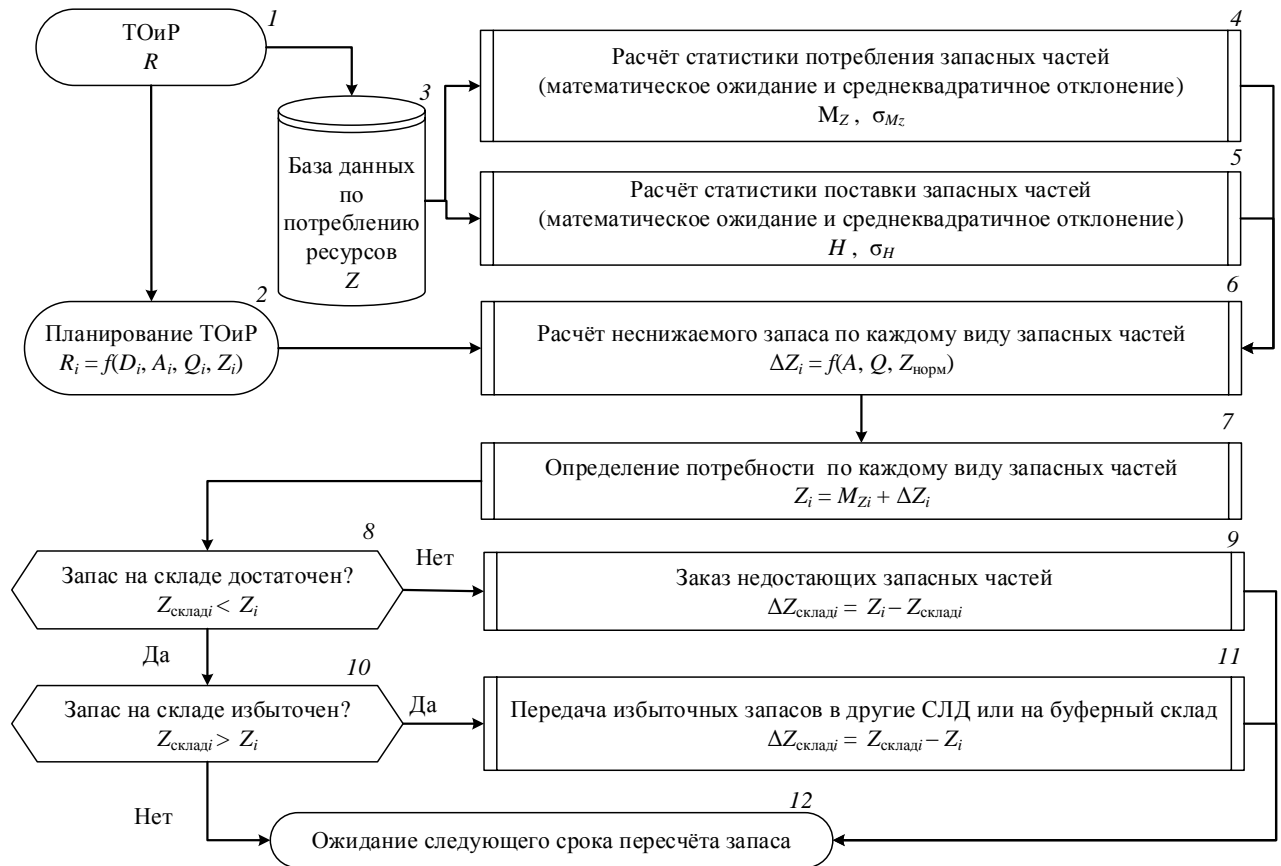 1
ТОиР
R
2
Планирование ТОиР
R_i = f(D_i, A_i, Q_i, Z_i)
3
База данных
по
потреблению
ресурсов
Z
4
Расчёт статистики потребления запасных частей
(математическое ожидание и среднеквадратичное отклонение)
M_Z , σ_Mz
5
Расчёт статистики поставки запасных частей
(математическое ожидание и среднеквадратичное отклонение)
H , σ_H
6
Расчёт неснижаемого запаса по каждому виду запасных частей
ΔZ_i = f(A, Q, Z_норм)
7
Определение потребности по каждому виду запасных частей
Z_i = M_Zi + ΔZ_i
8
Запас на складе достаточен?
Z_складi < Z_i
Нет
Да
9
Заказ недостающих запасных частей
ΔZ_складi = Z_i – Z_складi
10
Запас на складе избыточен?
Z_складi > Z_i
Да
Нет
11
Передача избыточных запасов в другие СЛД или на буферный склад
ΔZ_складi = Z_складi – Z_i
12
Ожидание следующего срока пересчёта запаса